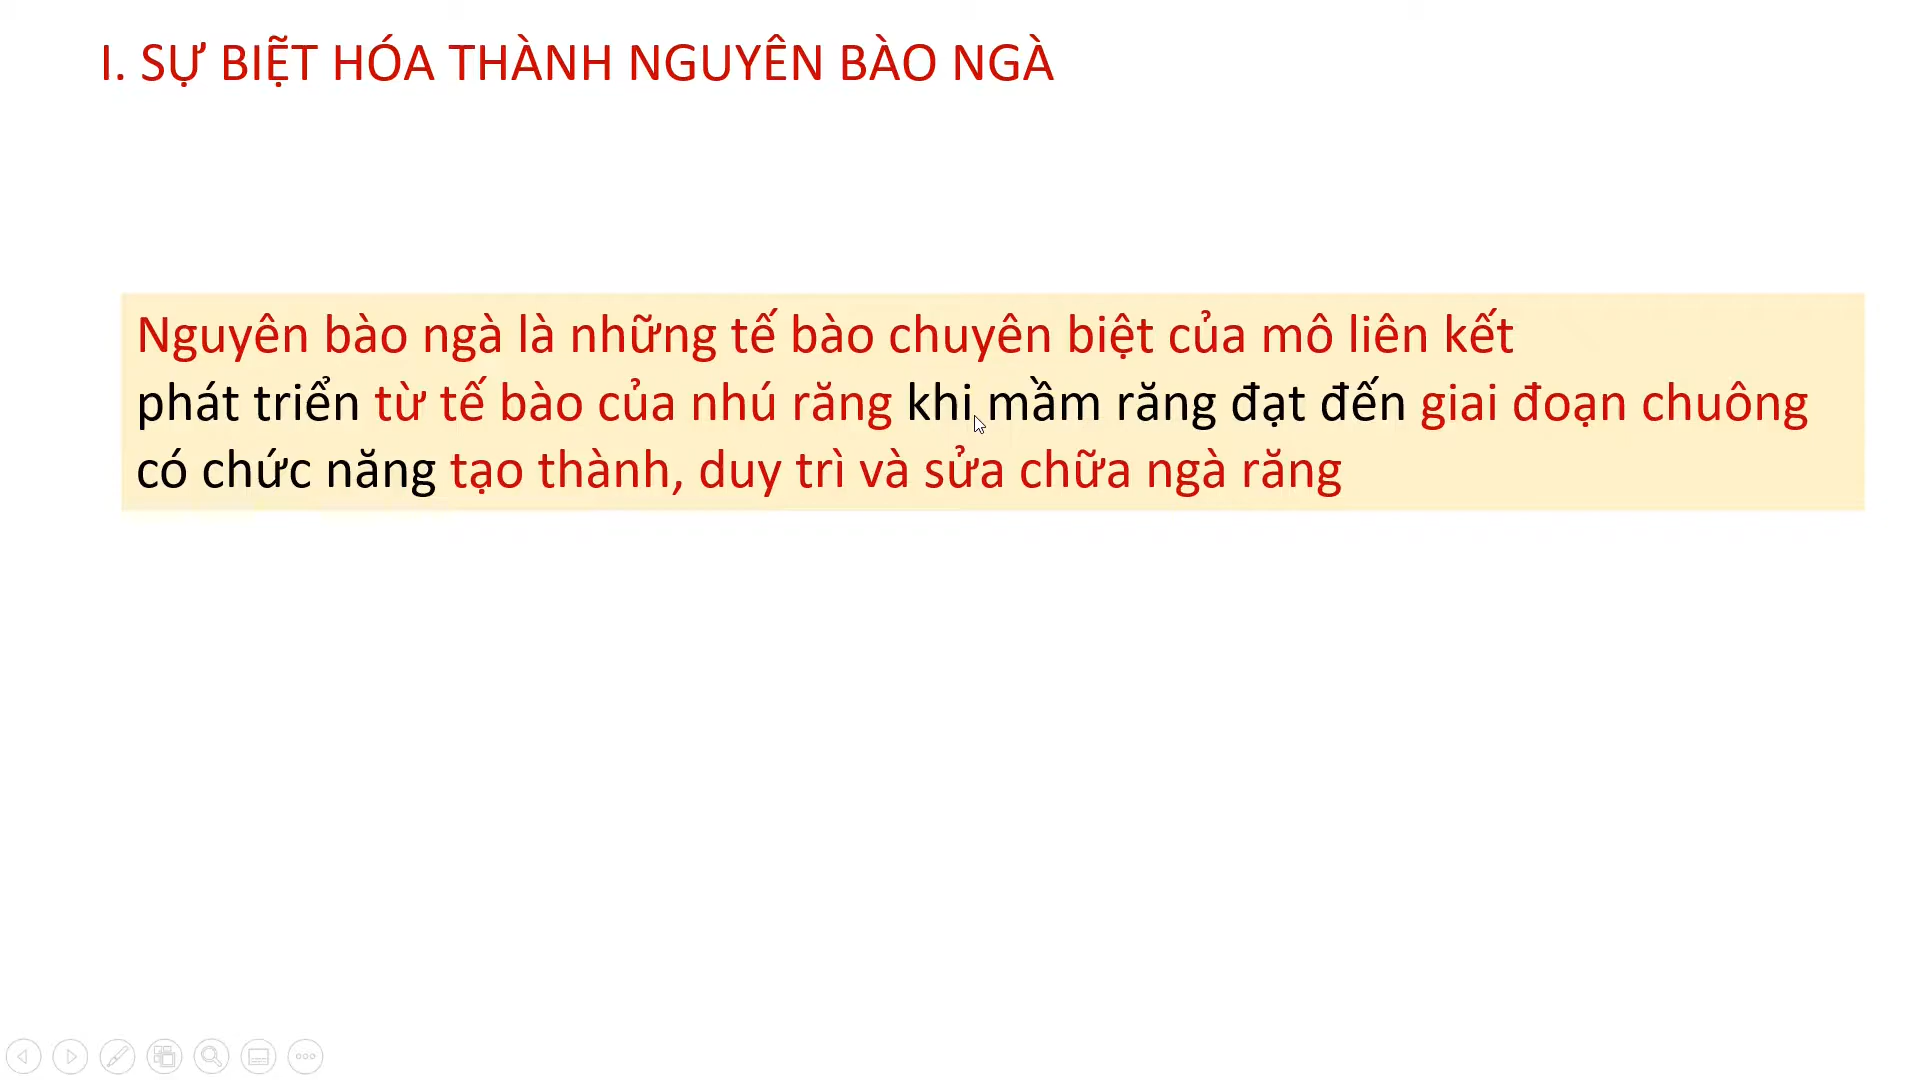 I. SỰ BIỆT HÓA THÀNH NGUYÊN BÀO NGÀ
Nguyên bào ngà là những tế bào chuyên biệt của mô liên kết
phát triển từ tế bào của nhú răng khi mầm răng đạt đến giai đoạn chuông
có chức năng tạo thành, duy trì và sửa chữa ngà răng